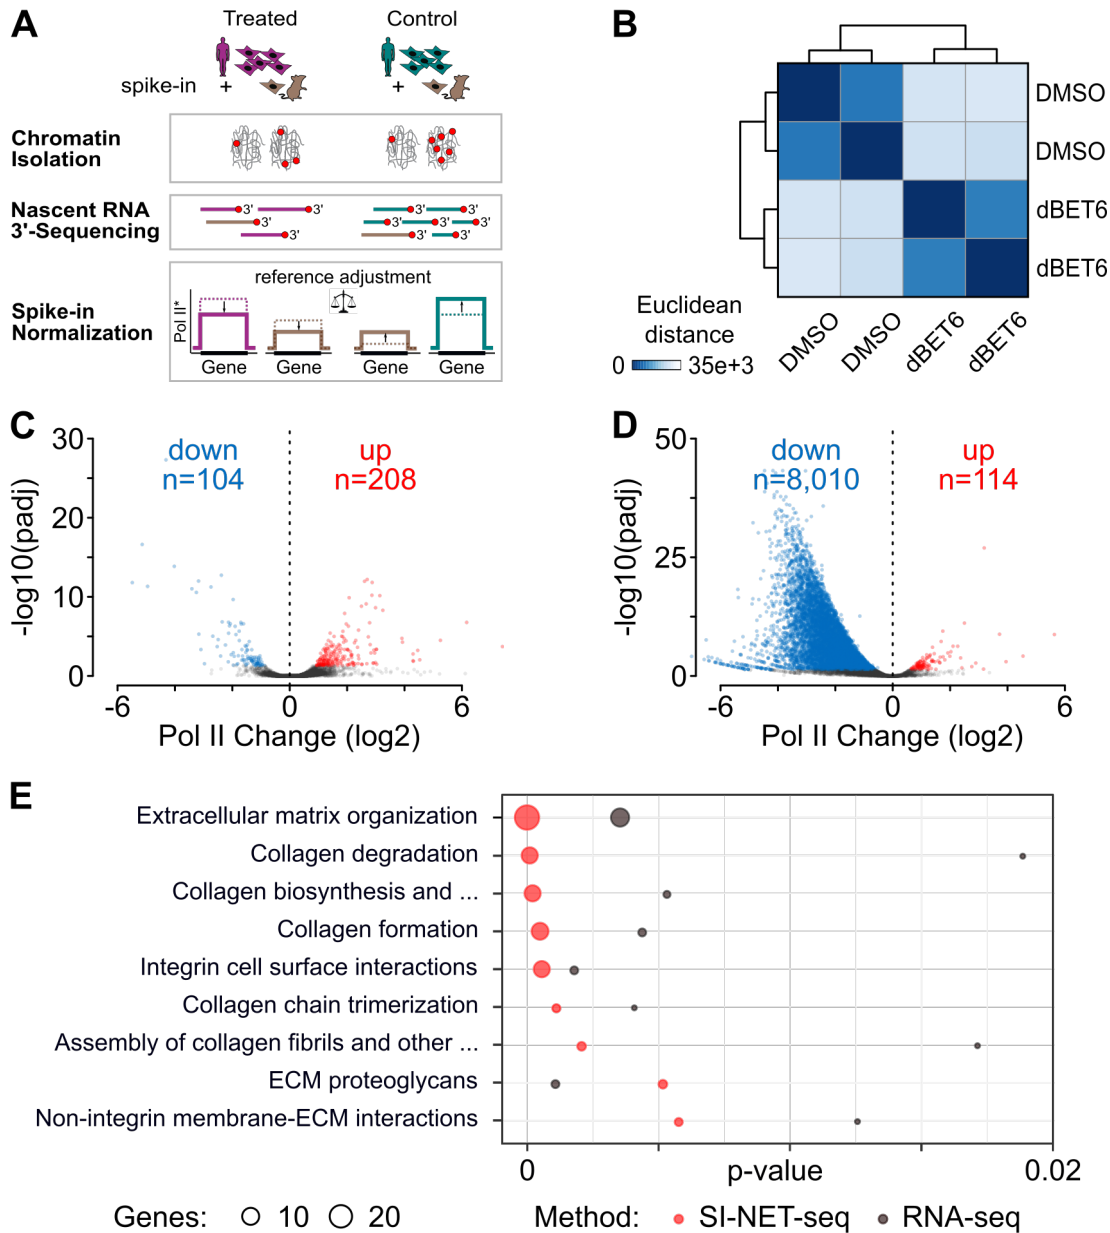 A
Treated
Control
spike-in
+
+
Chromatin
Isolation
Nascent RNA
3'-Sequencing
3'
3'
3'
3'
3'
3'
3'
3'
3'
3'
3'
Spike-in
Normalization
reference adjustment
Pol II*
Gene
Gene
Gene
Gene
B
DMSO
DMSO
dBET6
dBET6
Euclidean
distance
0
35e+3
DMSO
DMSO
dBET6
dBET6
C
30
20
10
0
-log10(padj)
down
n=104
up
n=208
-6
0
6
Pol II Change (log2)
D
50
25
0
-log10(padj)
down
n=8,010
up
n=114
-6
0
6
Pol II Change (log2)
E
Extracellular matrix organization
Collagen degradation
Collagen biosynthesis and ...
Collagen formation
Integrin cell surface interactions
Collagen chain trimerization
Assembly of collagen fibrils and other ...
ECM proteoglycans
Non-integrin membrane-ECM interactions
0
p-value
0.02
Genes:
10
20
Method:
SI-NET-seq
RNA-seq